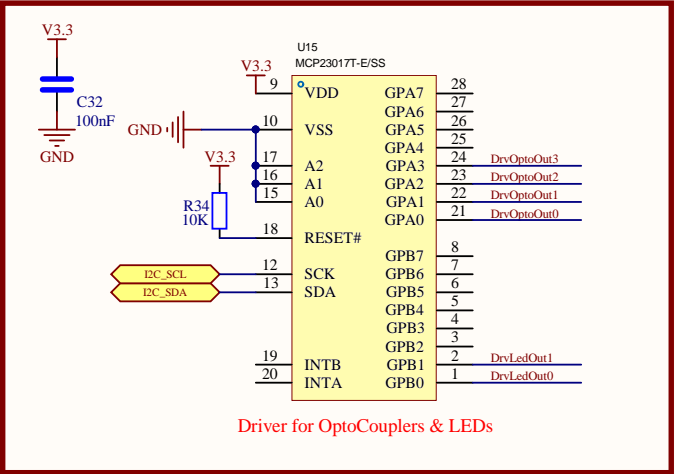 V3.3
C32
100nF
GND
U15
MCP23017T-E/SS
V3.3
9 VDD GPA7 28
GPA6 27
GND 10 VSS GPA5 26
GPA4 25
17 A2 GPA3 24 DrvOptoOut3
V3.3
16 A1 GPA2 23 DrvOptoOut2
15 A0 GPA1 22 DrvOptoOut1
R34
10K
GPA0 21 DrvOptoOut0
18 RESET#
GPB7 8
I2C_SCL 12 SCK GPB6 7
I2C_SDA 13 SDA GPB5 6
GPB4 5
GPB3 4
GPB2 3
19 INTB GPB1 2 DrvLedOut1
20 INTA GPB0 1 DrvLedOut0
Driver for OptoCouplers & LEDs